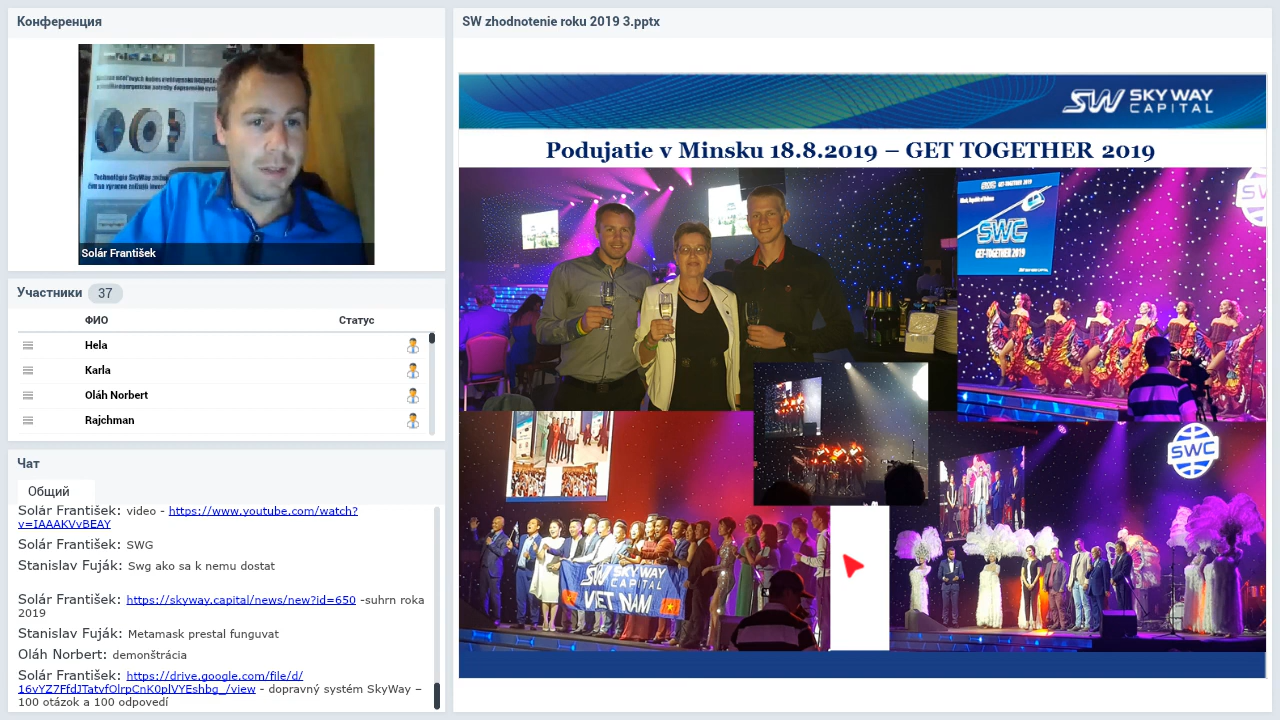 Конференция
Technológia SkyWay
Solár František
Участники 37
ФИО Статус
Hela
Karla
Oláh Norbert
Rajchman
Чат
Общий
Solár František: video - https://www.youtube.com/watch?
v=IAAAKVvBEAY
Solár František: SWG
Stanislav Fuják: Swg ako sa k nemu dostat
Solár František: https://skyway.capital/news/new?id=650 -suhrn roka
2019
Stanislav Fuják: Metamask prestal funguvat
Oláh Norbert: demonštrácia
Solár František: https://drive.google.com/file/d/
16vYZ7FfdJTatvfOlrpCnK0plVYEshbg_/view - dopravný systém SkyWay –
100 otázok a 100 odpovedí
SW zhodnotenie roku 2019 3.pptx
SW SKY WAY
CAPITAL
Podujatie v Minsku 18.8.2019 – GET TOGETHER 2019
SWC
GET-TOGETHER 2019
SW
SWC
SW SKY WAY
CAPITAL
VIET NAM